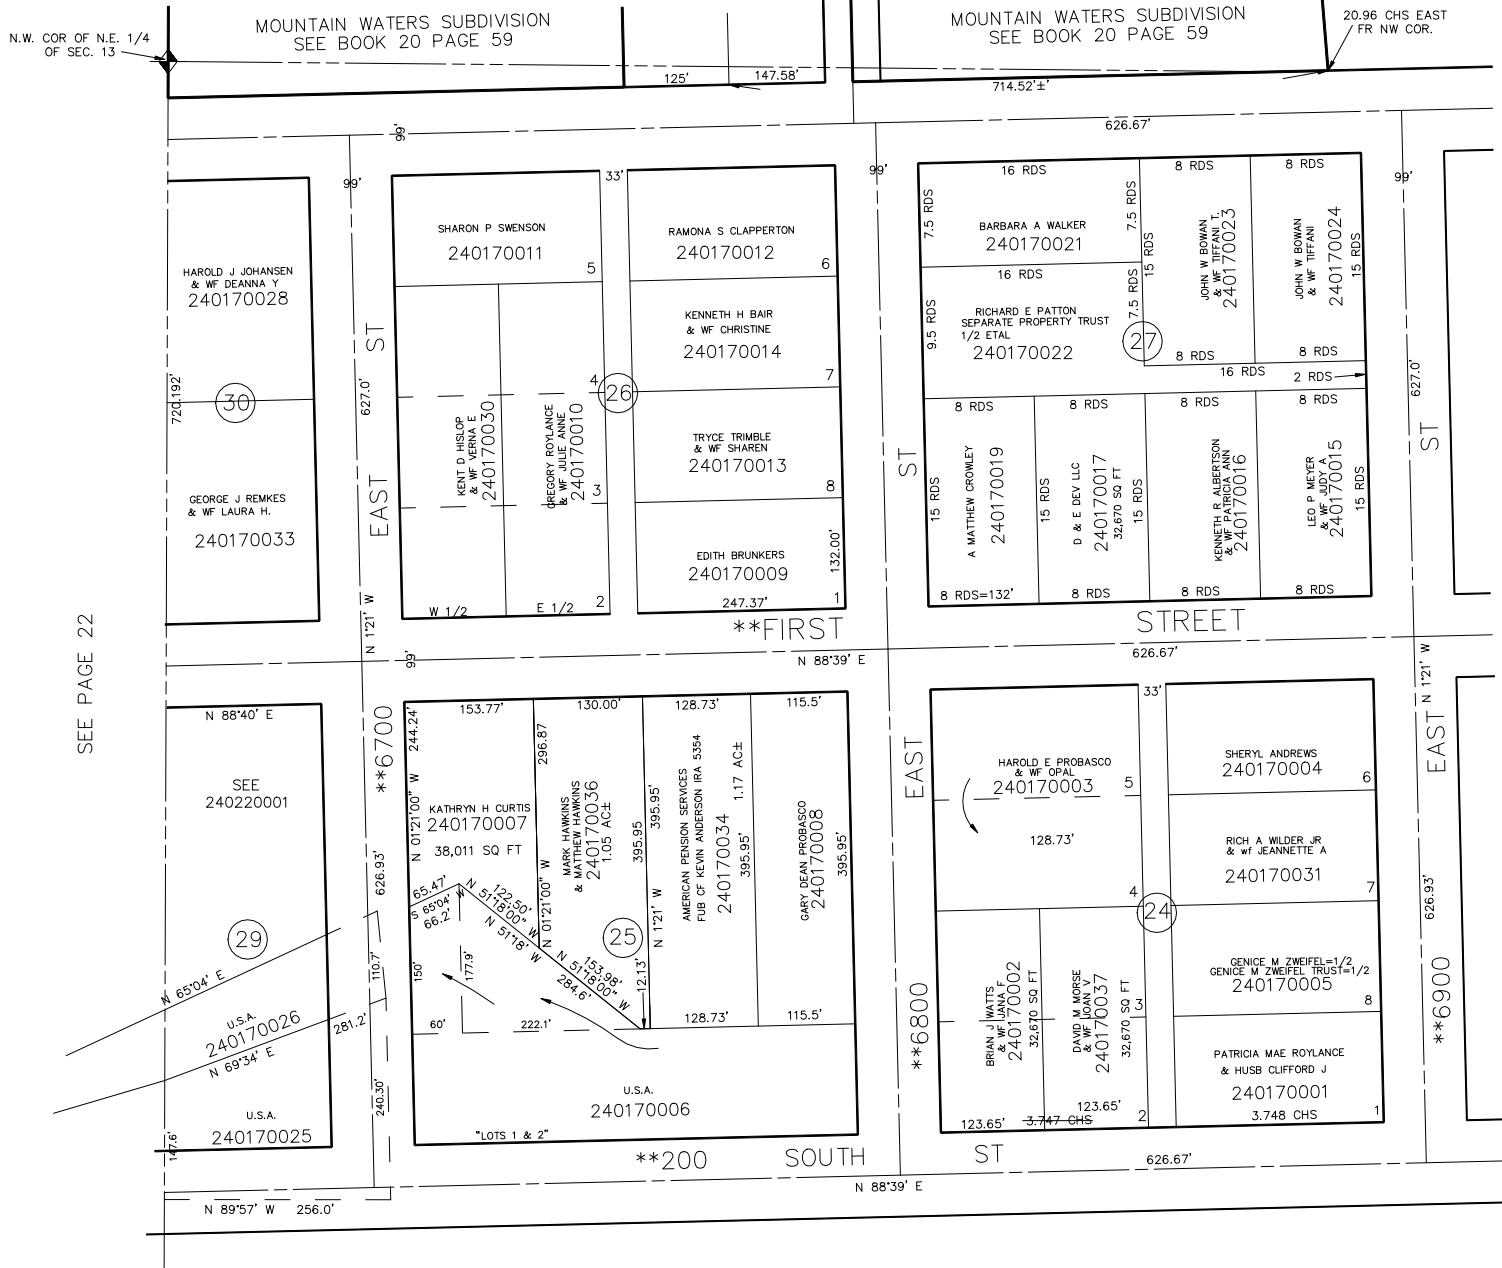 MOUNTAIN WATERS SUBDIVISION
SEE BOOK 20 PAGE 59
MOUNTAIN WATERS SUBDIVISION
SEE BOOK 20 PAGE 59
20.96 CHS EAST
FR NW COR.
N.W. COR OF N.E. 1/4
OF SEC. 13
125'
147.58'
714.52'±'
99'
626.67'
99'
33'
99'
99'
HAROLD J JOHANSEN
& WF DEANNA Y
240170028
720.192'
30
GEORGE J REMKES
& WF LAURA H.
240170033
EAST ST
627.0'
N 1°21' W
SHARON P SWENSON
240170011
5
RAMONA S CLAPPERTON
240170012
6
KENNETH H BAIR
& WF CHRISTINE
240170014
7
4
26
KENT D HISLOP
& WF VERNA E
240170030
GREGORY ROYLANCE
& WF JULIE ANNE
240170010
3
TRYCE TRIMBLE
& WF SHAREN
240170013
8
EDITH BRUNKERS
240170009
132.00'
247.37'
1
W 1/2
E 1/2
2
16 RDS
8 RDS
8 RDS
7.5 RDS
7.5 RDS
BARBARA A WALKER
240170021
16 RDS
15 RDS
JOHN W BOWAN
& WF TIFFANI T.
240170023
JOHN W BOWAN
& WF TIFFANI
240170024
15 RDS
9.5 RDS
7.5 RDS
RICHARD E PATTON
SEPARATE PROPERTY TRUST
1/2 ETAL
240170022
27
8 RDS
8 RDS
16 RDS
2 RDS
8 RDS
8 RDS
8 RDS
8 RDS
15 RDS
A MATTHEW CROWLEY
240170019
15 RDS
D & E DEV LLC
240170017
32,670 SQ FT
15 RDS
KENNETH R ALBERTSON
& WF PATRICIA ANN
240170016
LEO P MEYER
& WF JUDY A
240170015
15 RDS
8 RDS=132'
8 RDS
8 RDS
8 RDS
627.0'
EAST ST
N 1°21' W
SEE PAGE 22
**FIRST STREET
99'
N 88°39' E
626.67'
N 88°40' E
SEE
240220001
29
N 65°04' E
U.S.A.
240170026
N 69°34' E
281.2'
110.7'
U.S.A.
240170025
147.6'
240.30'
N 89°57' W 256.0'
**6700
626.93'
153.77'
130.00'
128.73'
115.5'
244.24'
N 01°21'00" W
296.87
KATHRYN H CURTIS
240170007
38,011 SQ FT
MARK HAWKINS
& MATTHEW HAWKINS
240170036
1.05 AC±
N 01°21'00" W
395.95
395.95'
N 1°21' W
AMERICAN PENSION SERVICES
FUB CF KEVIN ANDERSON IRA 5354
240170034
1.17 AC±
395.95'
GARY DEAN PROBASCO
240170008
395.95'
65.47'
S 65°04' W
66.2'
122.50'
N 51°18'00" W
N 51°18' W
25
153.98'
N 51°18'00" W
284.6'
12.13'
150'
177.9'
60'
222.1'
128.73'
115.5'
U.S.A.
240170006
"LOTS 1 & 2"
**200 SOUTH ST
N 88°39' E
626.67'
ST
EAST
**6800
33'
HAROLD E PROBASCO
& WF OPAL
240170003
5
128.73'
4
24
SHERYL ANDREWS
240170004
6
RICH A WILDER JR
& wf JEANNETTE A
240170031
7
BRIAN J WATTS
& WF JANA F
240170002
32,670 SQ FT
DAVID M MORSE
& WF JOAN V
240170037
32,670 SQ FT
3
GENICE M ZWEIFEL=1/2
GENICE M ZWEIFEL TRUST=1/2
240170005
8
PATRICIA MAE ROYLANCE
& HUSB CLIFFORD J
240170001
3.748 CHS
1
123.65'
123.65'
3.747 CHS
2
626.93'
**6900